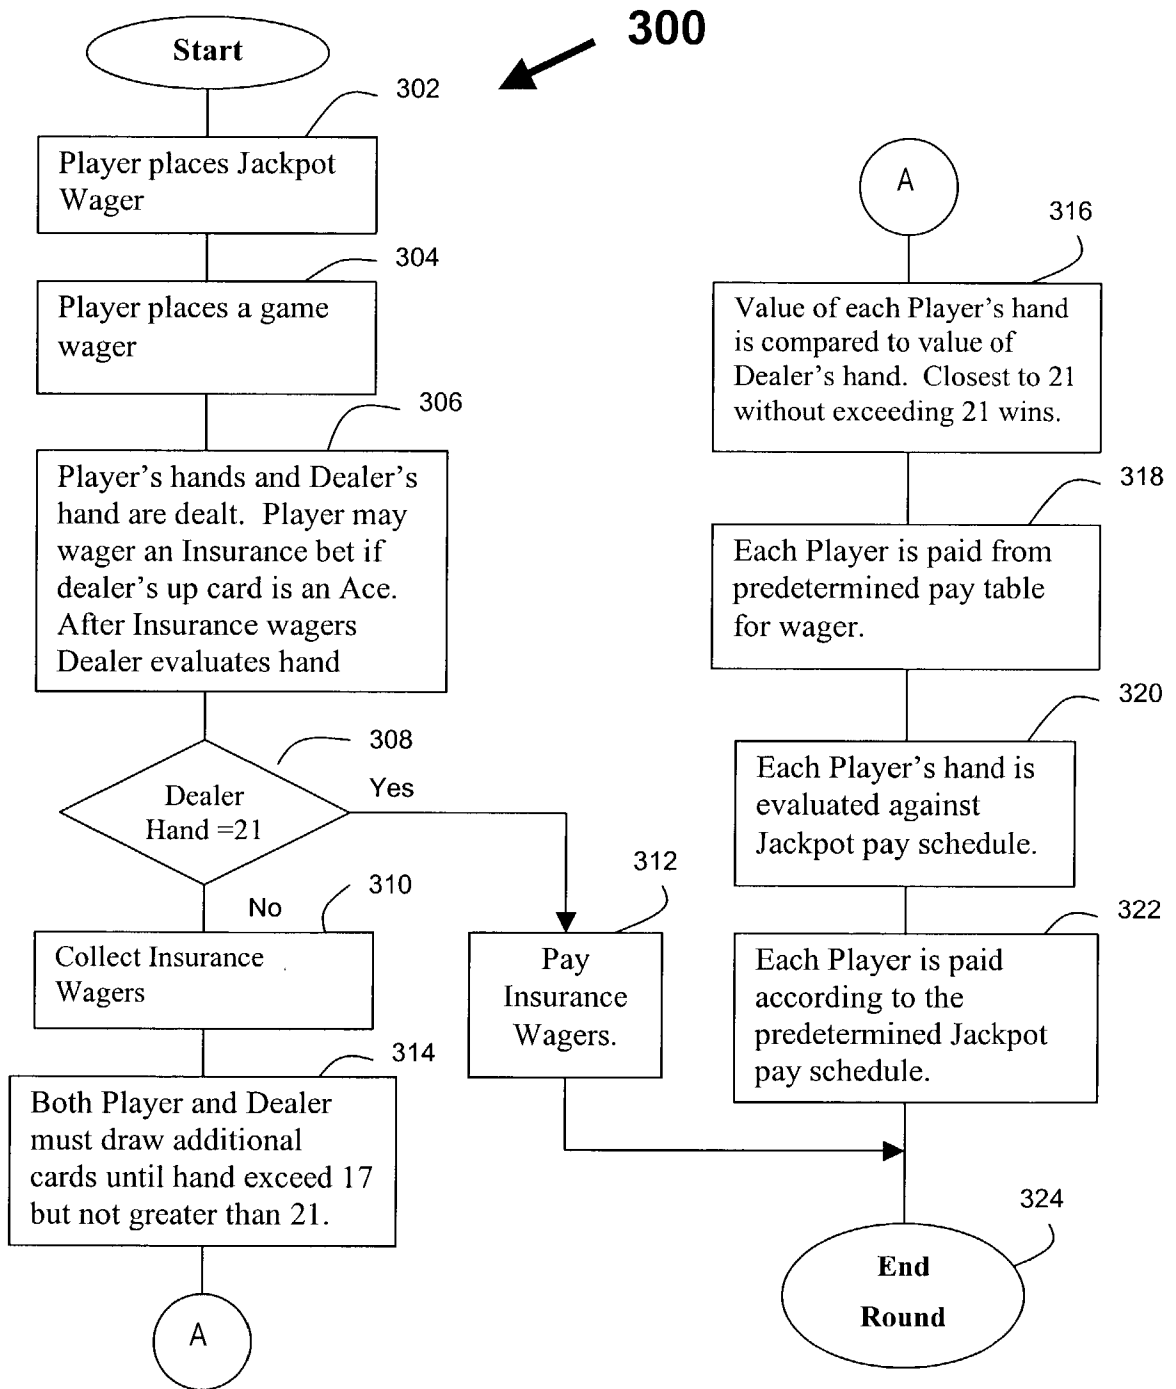 300
Start
302
Player places Jackpot
Wager
304
Player places a game
wager
306
Player's hands and Dealer's
hand are dealt. Player may
wager an Insurance bet if
dealer's up card is an Ace.
After Insurance wagers
Dealer evaluates hand
308
Dealer
Hand =21
Yes
No
310
Collect Insurance
Wagers
312
Pay
Insurance
Wagers.
314
Both Player and Dealer
must draw additional
cards until hand exceed 17
but not greater than 21.
A
A
316
Value of each Player's hand
is compared to value of
Dealer's hand. Closest to 21
without exceeding 21 wins.
318
Each Player is paid from
predetermined pay table
for wager.
320
Each Player's hand is
evaluated against
Jackpot pay schedule.
322
Each Player is paid
according to the
predetermined Jackpot
pay schedule.
324
End
Round